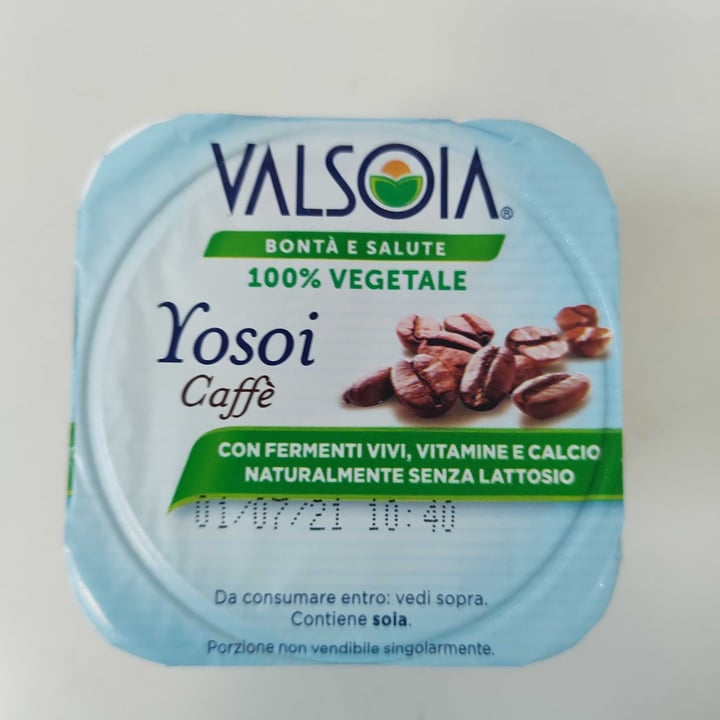 VALSOIA®
BONTÀ E SALUTE
100% VEGETALE
Yosoi
Caffè
CON FERMENTI VIVI, VITAMINE E CALCIO
NATURALMENTE SENZA LATTOSIO
01/07/21 10:40
Da consumare entro: vedi sopra.
Contiene soia.
Porzione non vendibile singolarmente.